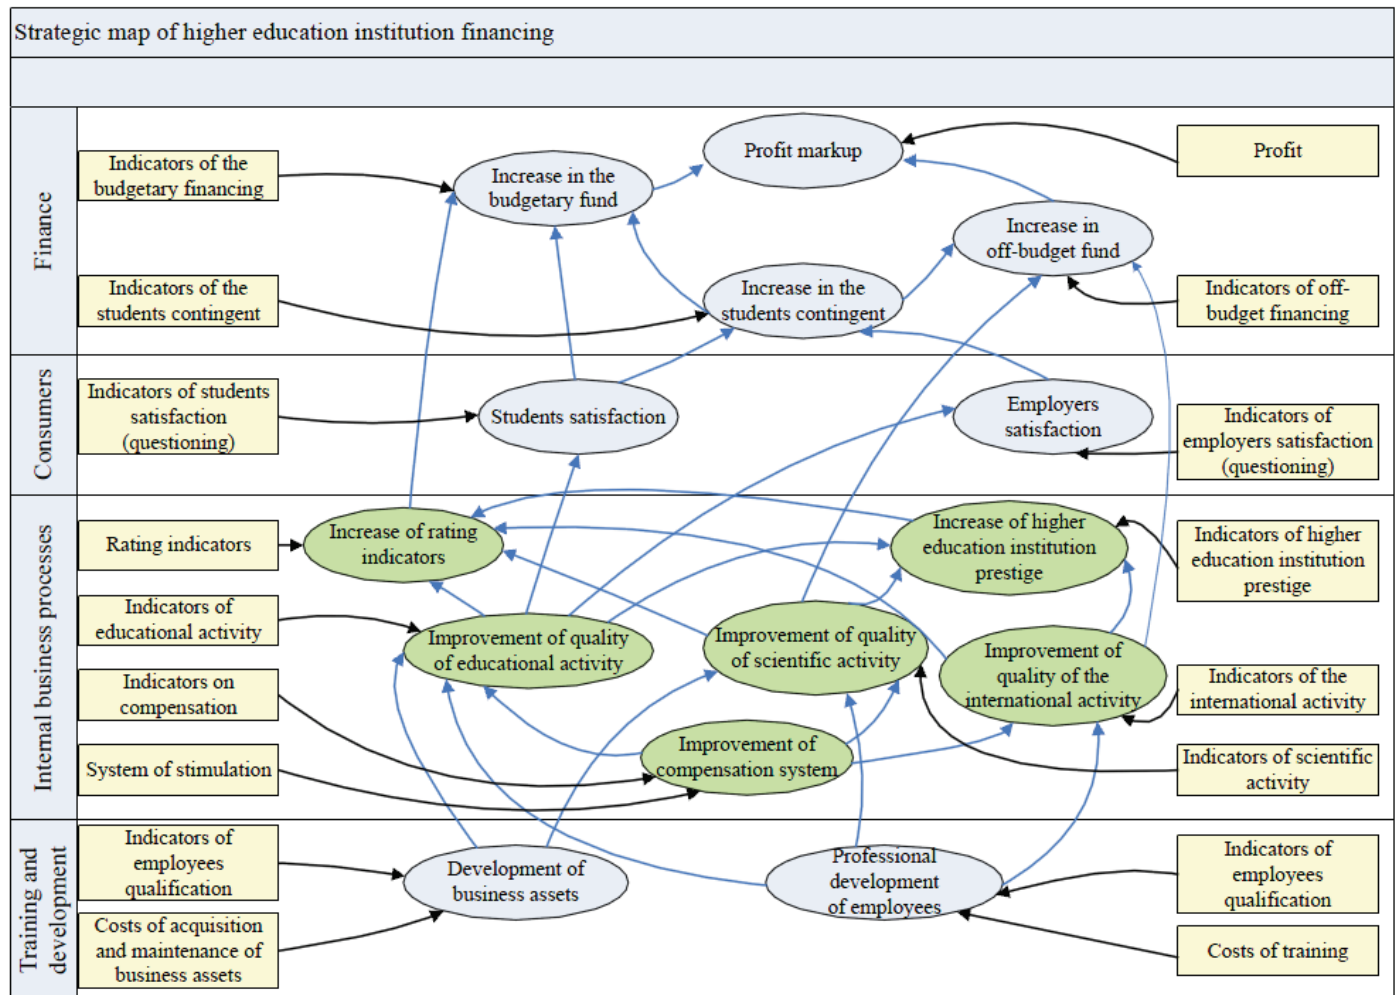 Strategic map of higher education institution financing
Finance
Indicators of the
budgetary financing
Increase in the
budgetary fund
Profit markup
Profit
Increase in
off-budget fund
Indicators of the
students contingent
Increase in the
students contingent
Indicators of off-
budget financing
Consumers
Indicators of students
satisfaction
(questioning)
Students satisfaction
Employers
satisfaction
Indicators of
employers satisfaction
(questioning)
Internal business processes
Rating indicators
Increase of rating
indicators
Increase of higher
education institution
prestige
Indicators of higher
education institution
prestige
Indicators of
educational activity
Improvement of quality
of educational activity
Improvement of quality
of scientific activity
Improvement of
quality of the
international activity
Indicators of the
international activity
Indicators on
compensation
System of stimulation
Improvement of
compensation system
Indicators of scientific
activity
Training and
development
Indicators of
employees
qualification
Development of
business assets
Professional
development
of employees
Indicators of
employees
qualification
Costs of acquisition
and maintenance of
business assets
Costs of training